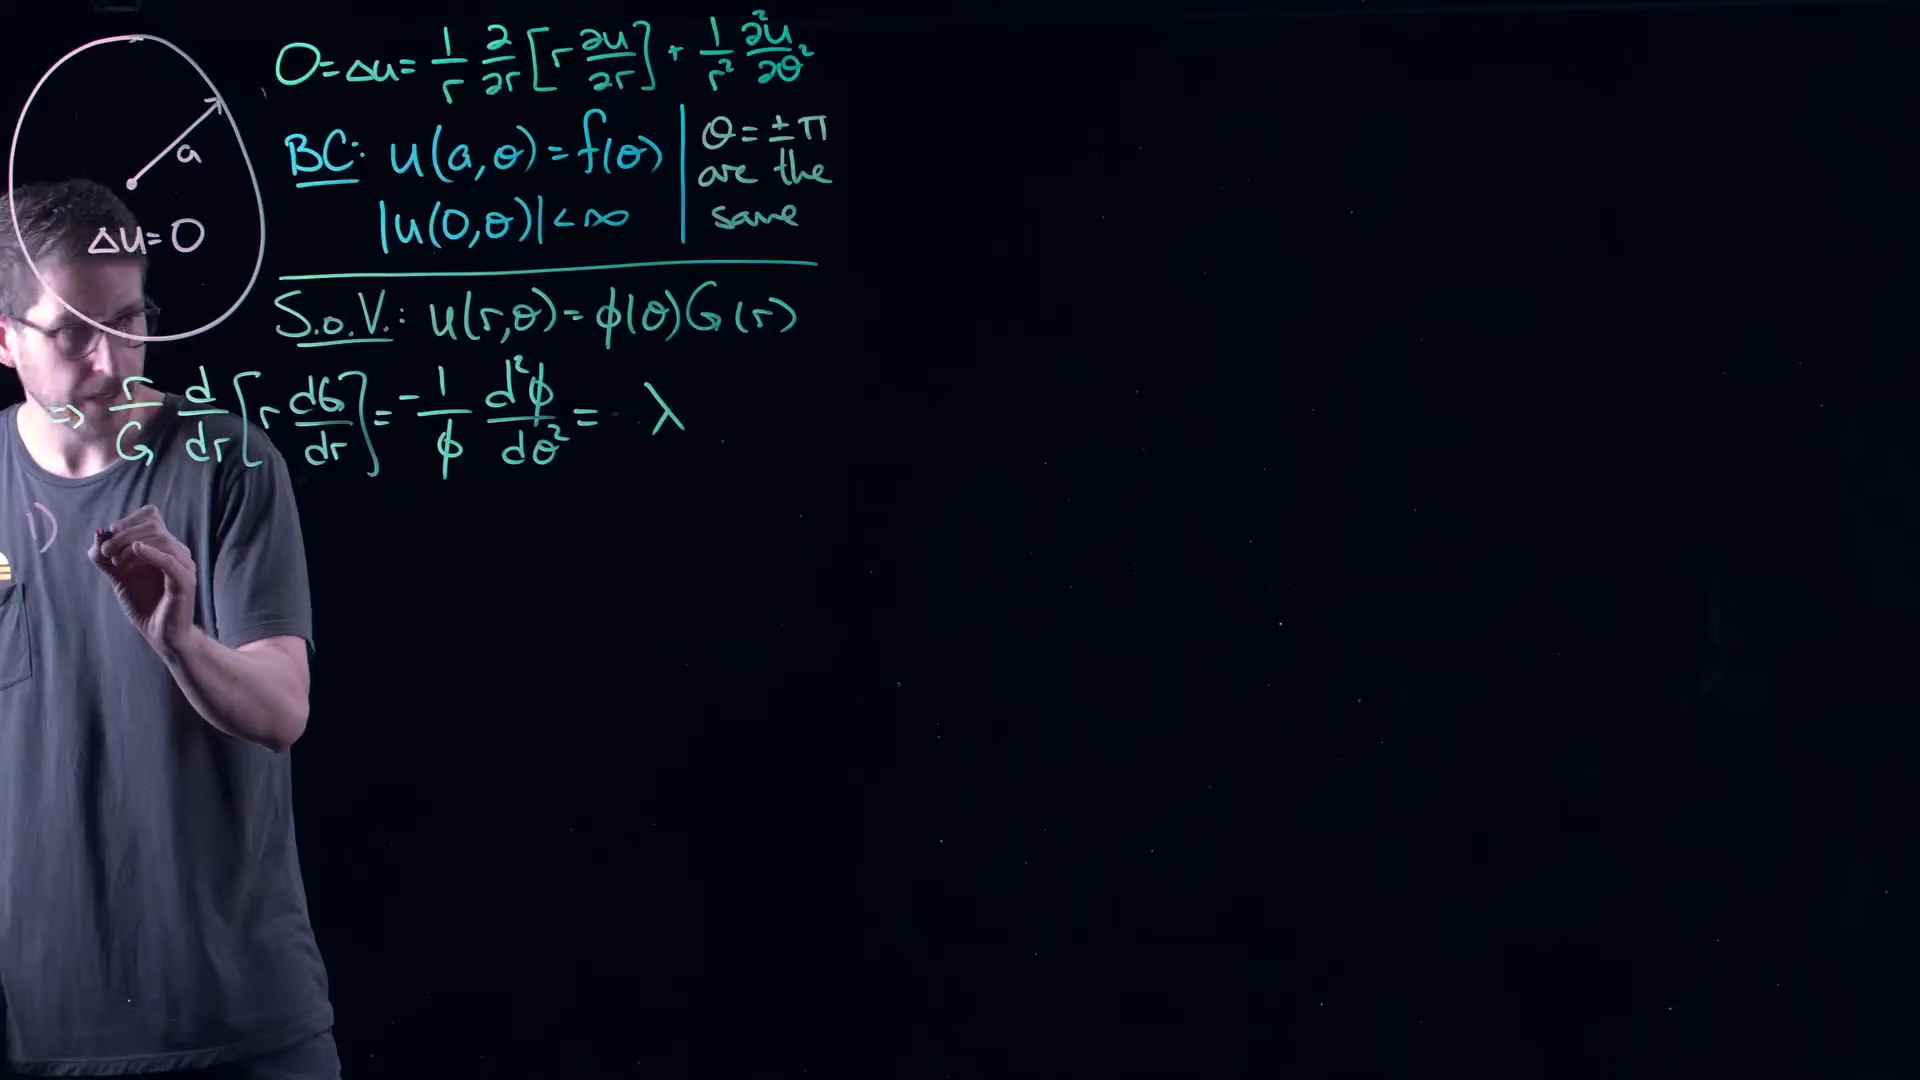 a
Δu=0
0=Δu= 1/r ∂/∂r [r ∂u/∂r] + 1/r² ∂²u/∂θ²
BC: u(a,θ)=f(θ)
|u(0,θ)|<∞
θ=±π
are the
same
S.o.V.: u(r,θ)=ϕ(θ)G(r)
⇒ r/G d/dr [r dG/dr] = -1/ϕ d²ϕ/dθ² = λ
1)